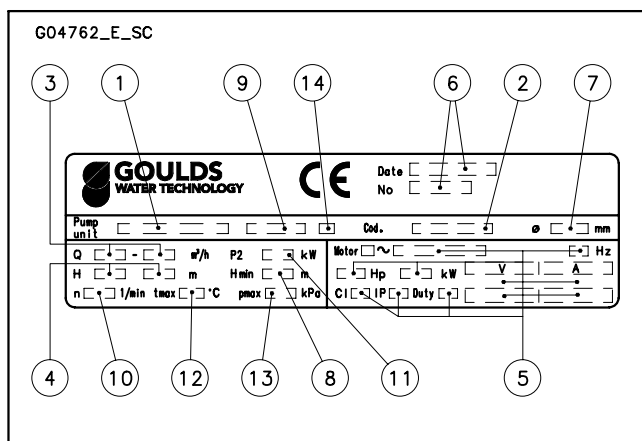 G04762_E_SC
3 1 9 14 6 2 7
GOULDS
WATER TECHNOLOGY
CE
Date
No
Pump
unit
Cod.
ø mm
Q - m³/h P2 kW
H m Hmin m
n 1/min tmax °C pmax kPa
Motor ~ Hz
Hp kW V A
Cl IP Duty
4 10 12 13 8 11 5